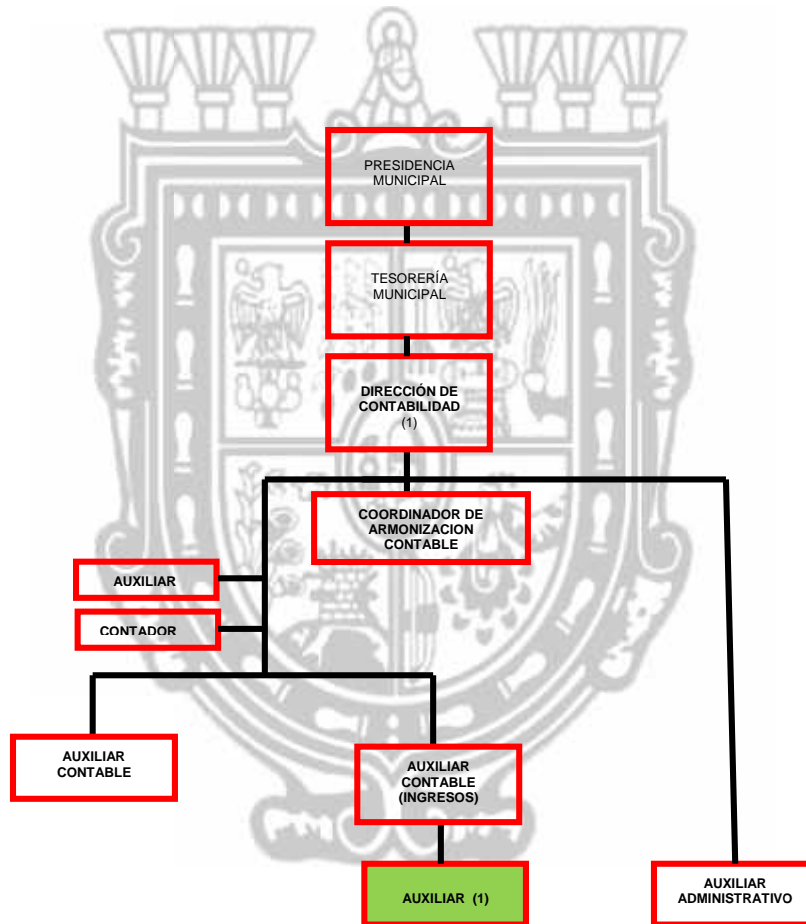 PRESIDENCIA
MUNICIPAL
TESORERÍA
MUNICIPAL
DIRECCIÓN DE
CONTABILIDAD
(1)
COORDINADOR DE
ARMONIZACION
CONTABLE
AUXILIAR
CONTADOR
AUXILIAR
CONTABLE
AUXILIAR
CONTABLE
(INGRESOS)
AUXILIAR (1)
AUXILIAR
ADMINISTRATIVO